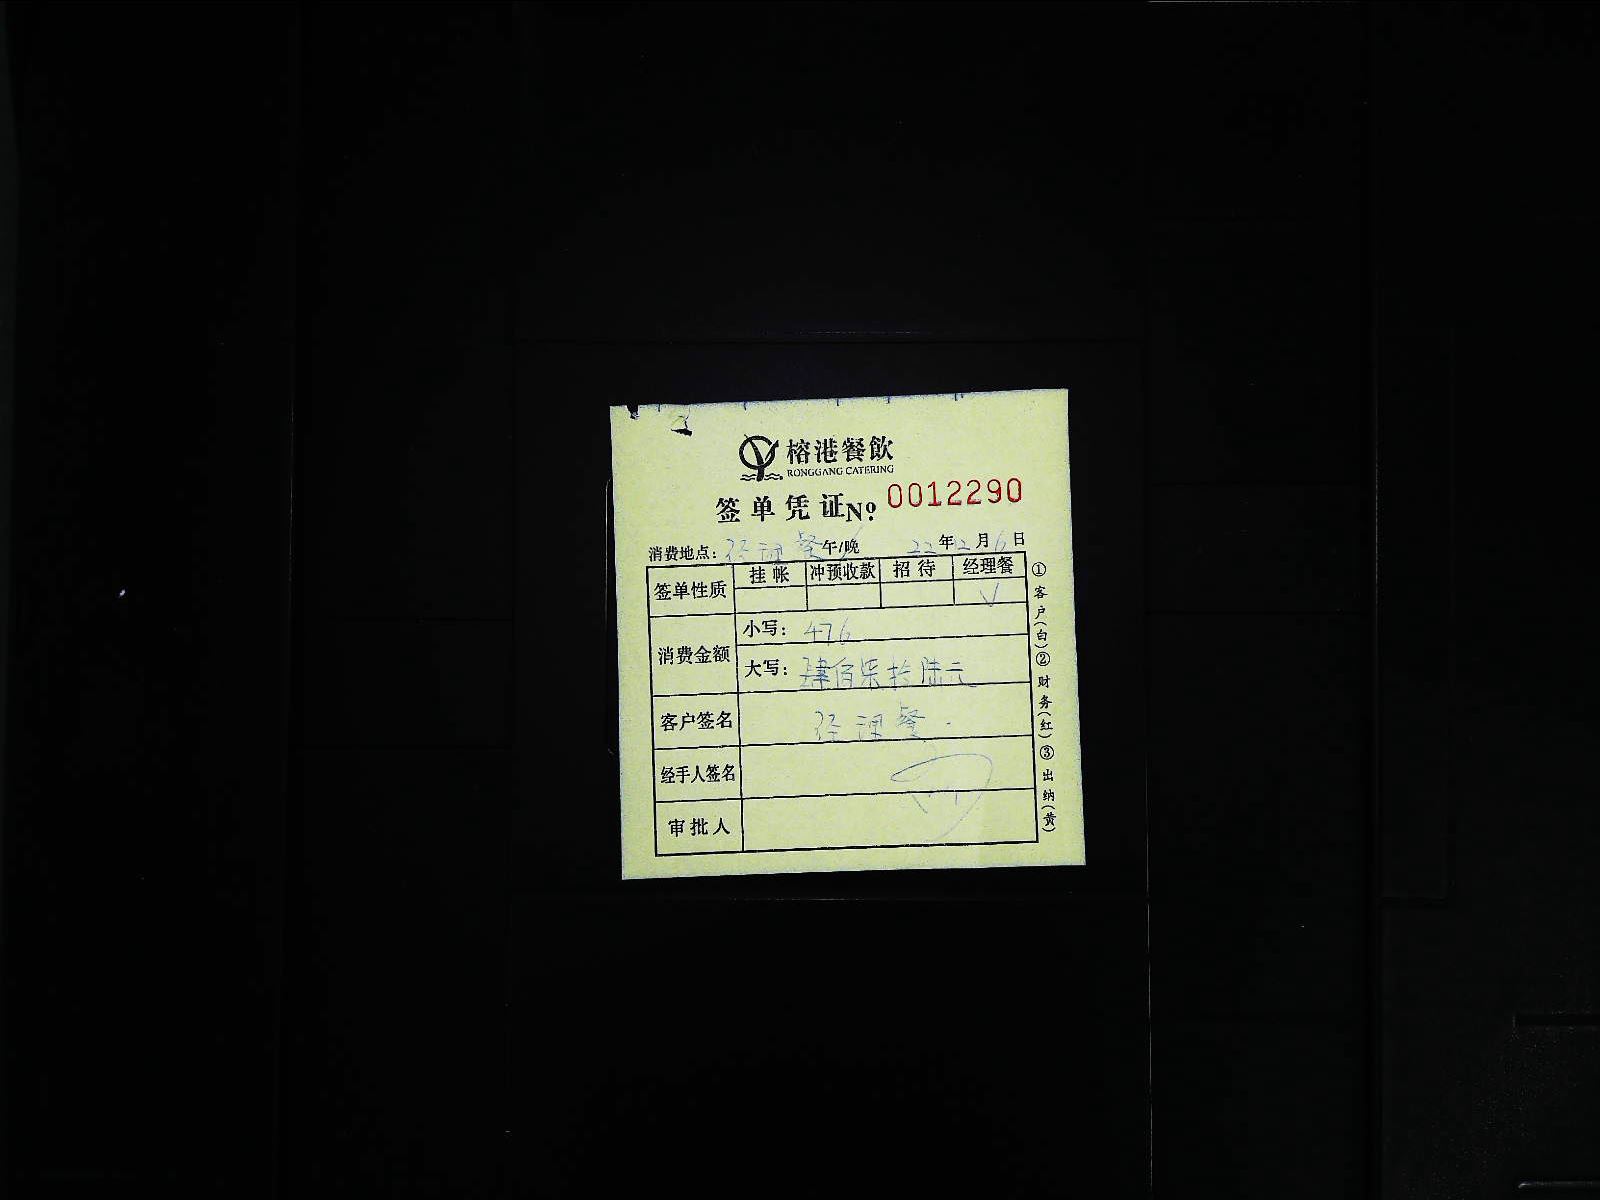 榕港餐飲
RONGGANG CATERING
签单凭证 Nº 0012290
消费地点：经理餐 午/晚 22年12月6日
签单性质 挂帐 冲预收款 招待 经理餐
√
消费金额 小写：476
大写：肆佰柒拾陆元
客户签名 经理餐
经手人签名
审批人
①客户(白)②财务(红)③出纳(黄)